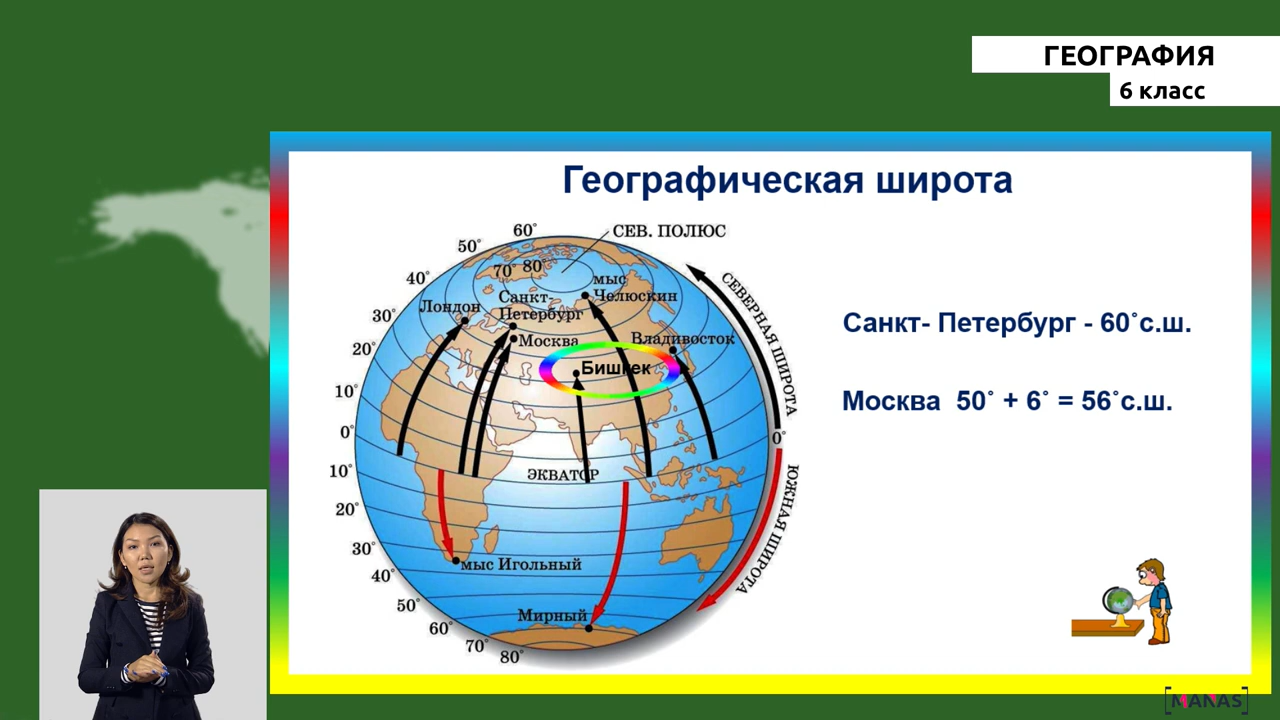 ГЕОГРАФИЯ
6 класс
Географическая широта
60° СЕВ. ПОЛЮС
50°
70° 80°
40°
мыс
Челюскин
Лондон
Санкт-
Петербург
30°
Москва
Владивосток
20°
Бишкек
10°
0°
0°
10°
ЭКВАТОР
20°
30°
мыс Игольный
40°
50°
Мирный
60°
70°
80°
СЕВЕРНАЯ ШИРОТА
ЮЖНАЯ ШИРОТА
Санкт- Петербург - 60˚с.ш.
Москва 50˚ + 6˚ = 56˚с.ш.
[MANAS]